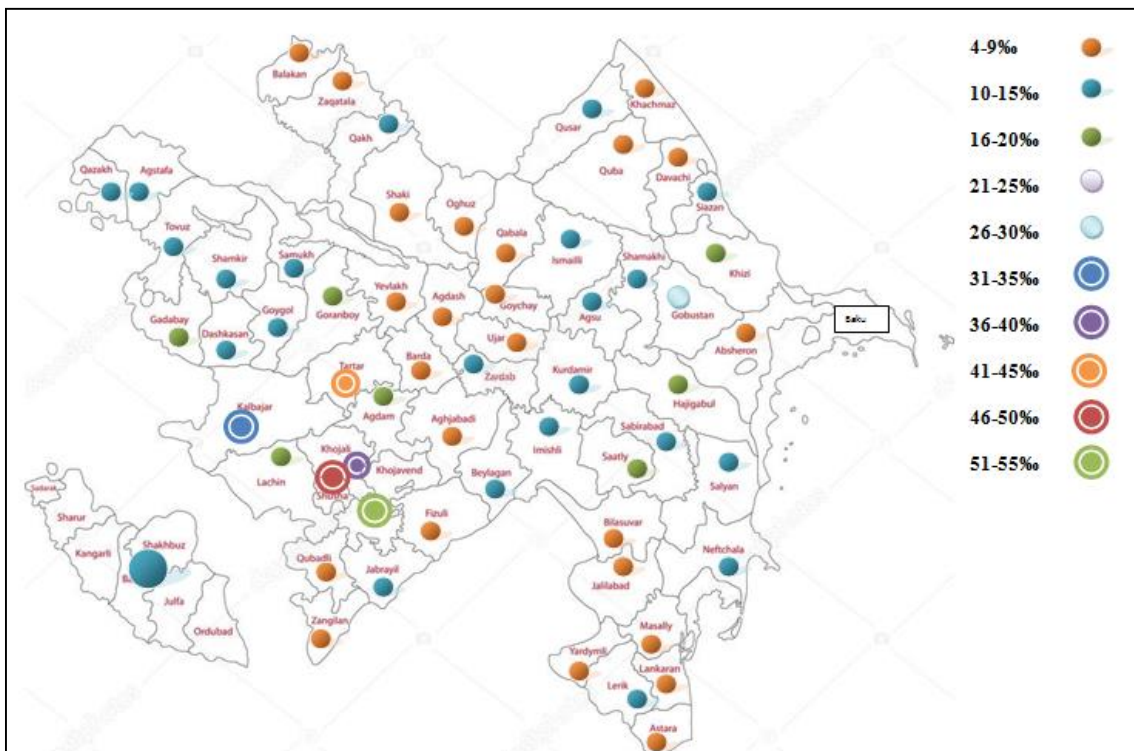 4-9‰
10-15‰
16-20‰
21-25‰
26-30‰
31-35‰
36-40‰
41-45‰
46-50‰
51-55‰
Balakan
Zaqatala
Qakh
Khachmaz
Qusar
Quba
Davachi
Siazan
Qazakh
Agstafa
Shaki
Oghuz
Qabala
Ismailli
Shamakhi
Khizi
Tovuz
Shamkir
Samukh
Goranboy
Yevlakh
Agdash
Goychay
Agsu
Gobustan
Baku
Gadabay
Dashkasan
Goygol
Ujar
Absheron
Tartar
Barda
Zardab
Kurdamir
Hajigabul
Kalbajar
Agdam
Aghjabadi
Imishli
Sabirabad
Saatly
Salyan
Khojali
Khojavend
Lachin
Shusha
Beylagan
Fizuli
Sadarak
Sharur
Kangarli
Shakhbuz
Julfa
Ordubad
Qubadli
Jabrayil
Zangilan
Bilasuvar
Neftchala
Jalilabad
Masally
Yardymli
Lankaran
Lerik
Astara